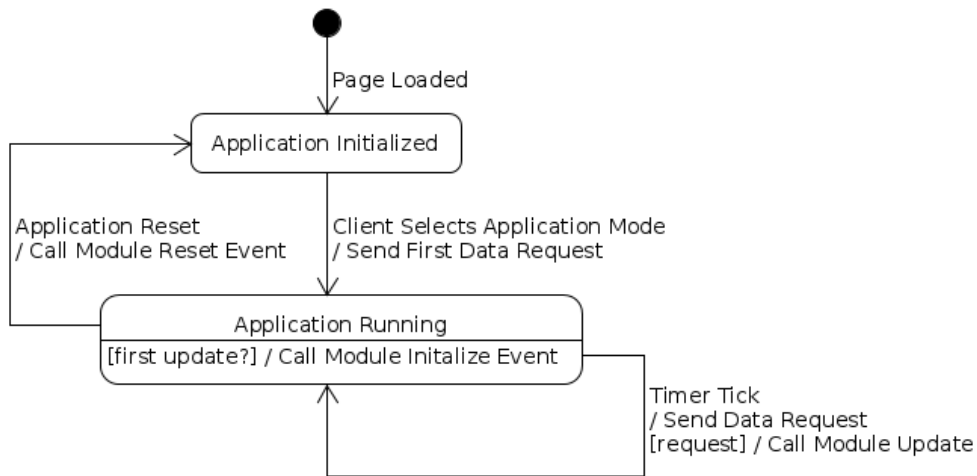 Page Loaded
Application Initialized
Application Reset
/ Call Module Reset Event
Client Selects Application Mode
/ Send First Data Request
Application Running
[first update?] / Call Module Initalize Event
Timer Tick
/ Send Data Request
[request] / Call Module Update